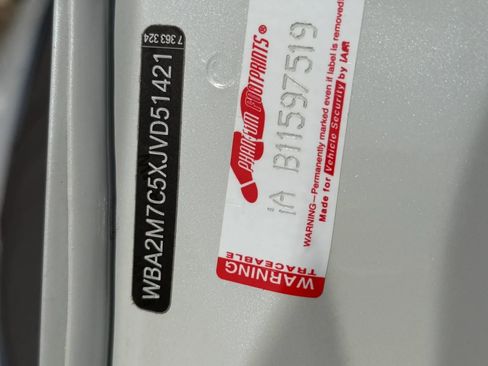 7 363 324
WBA2M7C5XJVD51421
PHANTOM FOOTPRINTS®
iA B11597519
WARNING-Permanently marked even if label is removed!
Made for Vehicle Security by IAR
WARNING
TRACEABLE